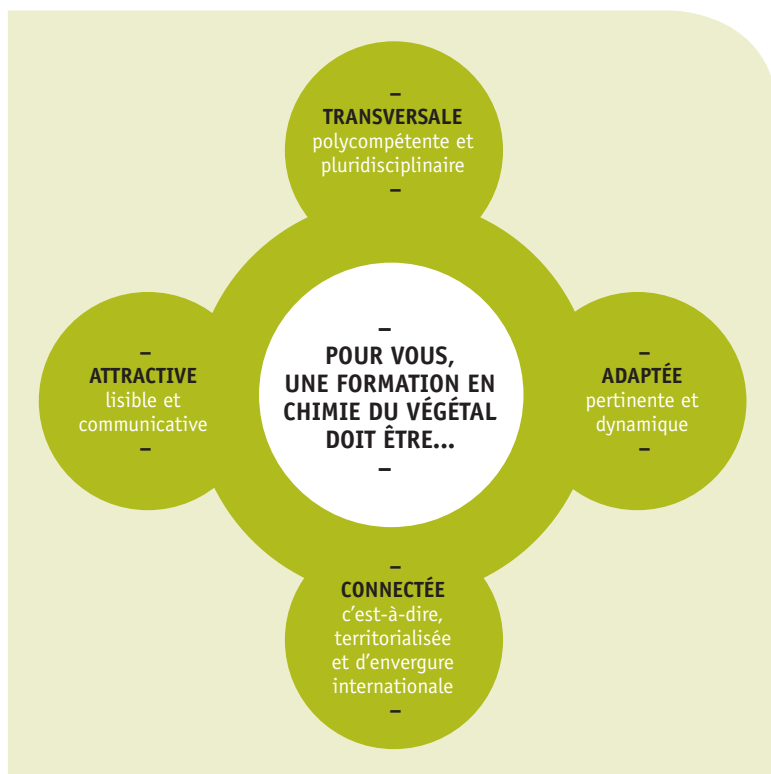 –
TRANSVERSALE
polycompétente et
pluridisciplinaire
–
–
ATTRACTIVE
lisible et
communicative
–
–
POUR VOUS,
UNE FORMATION EN
CHIMIE DU VÉGÉTAL
DOIT ÊTRE...
–
–
ADAPTÉE
pertinente et
dynamique
–
–
CONNECTÉE
c'est-à-dire,
territorialisée
et d'envergure
internationale
–